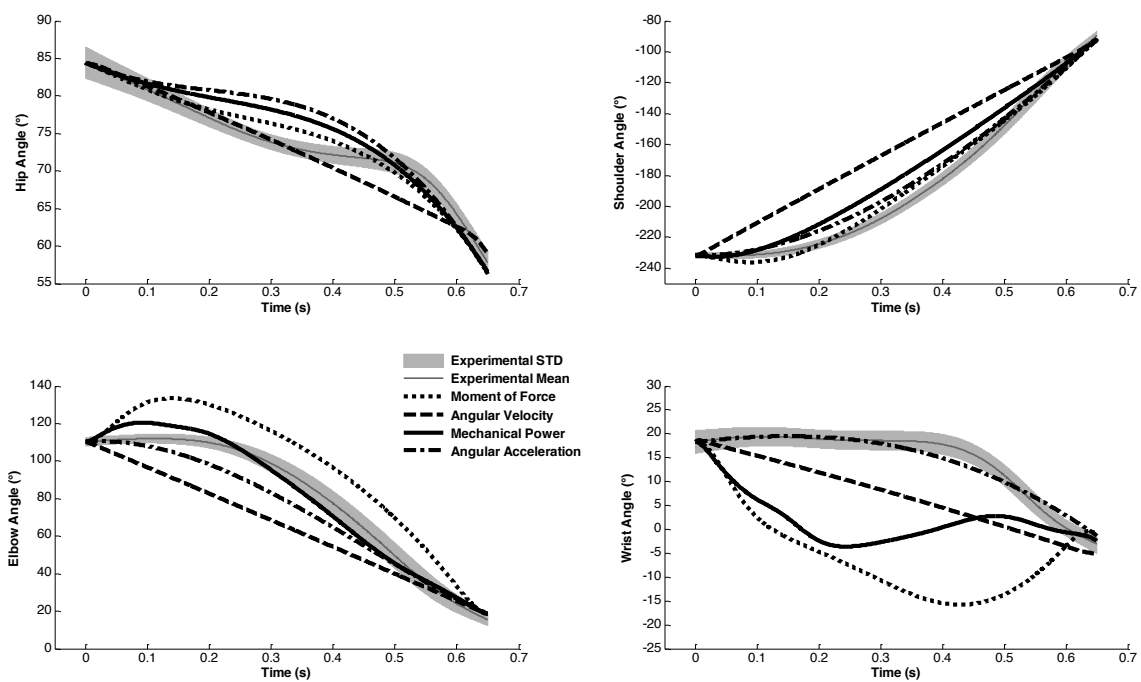 90
85
80
75
70
65
60
55
Hip Angle (°)
0 0.1 0.2 0.3 0.4 0.5 0.6 0.7
Time (s)
-80
-100
-120
-140
-160
-180
-200
-220
-240
Shoulder Angle (°)
0 0.1 0.2 0.3 0.4 0.5 0.6 0.7
Time (s)
Experimental STD
Experimental Mean
Moment of Force
Angular Velocity
Mechanical Power
Angular Acceleration
140
120
100
80
60
40
20
0
Elbow Angle (°)
0 0.1 0.2 0.3 0.4 0.5 0.6 0.7
Time (s)
30
25
20
15
10
5
0
-5
-10
-15
-20
-25
Wrist Angle (°)
0 0.1 0.2 0.3 0.4 0.5 0.6 0.7
Time (s)